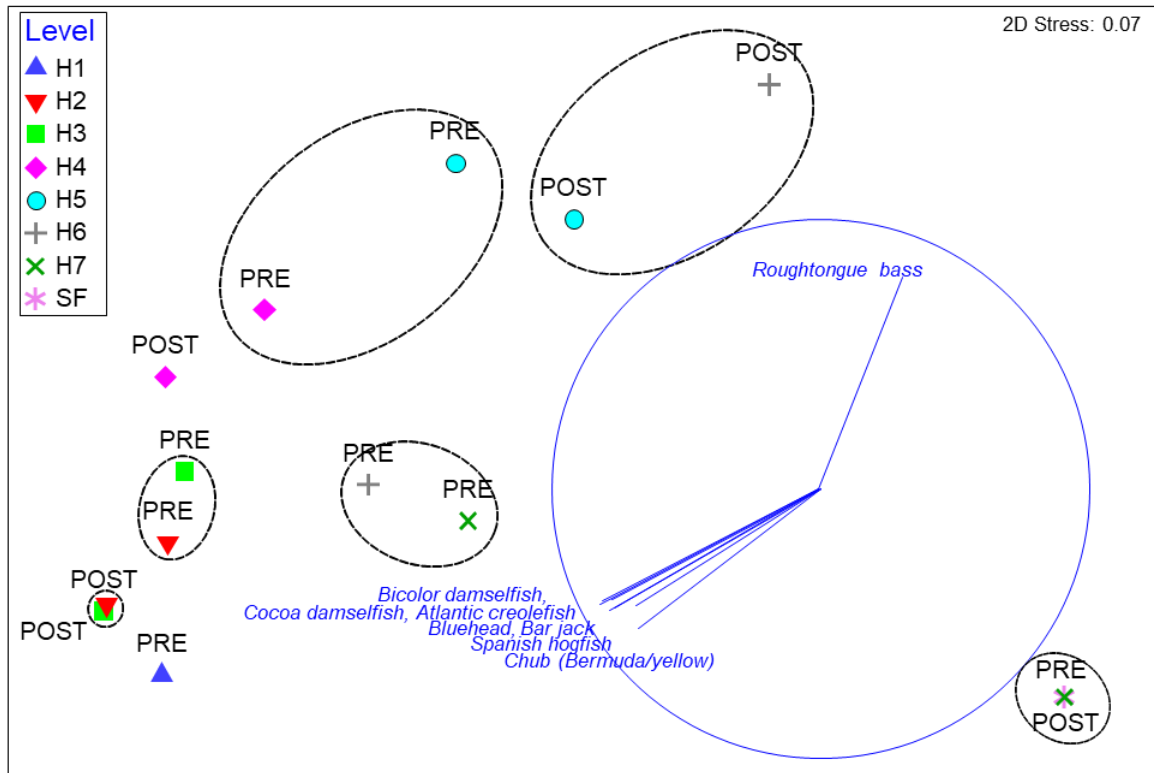 Level
H1
H2
H3
H4
H5
H6
H7
SF
2D Stress: 0.07
POST
PRE
POST
Roughtongue bass
PRE
POST
PRE
PRE
PRE
PRE
POST
Bicolor damselfish,
Cocoa damselfish, Atlantic creolefish
POST
Bluehead, Bar jack
PRE
Spanish hogfish
Chub (Bermuda/yellow)
PRE
POST